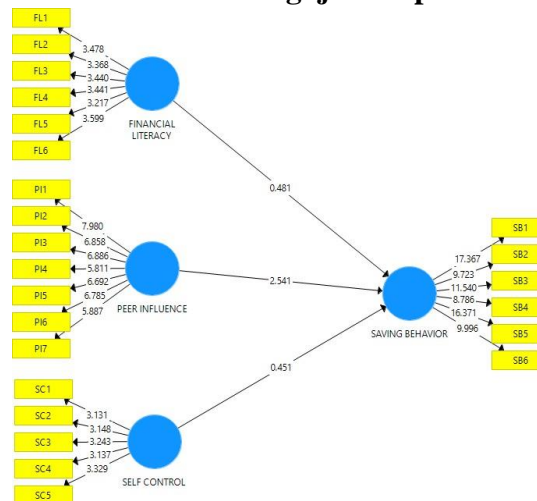 FL1
FL2
FL3
FL4
FL5
FL6
3.478
3.368
3.440
3.441
3.217
3.599
FINANCIAL
LITERACY
0.481
PI1
PI2
PI3
PI4
PI5
PI6
PI7
7.980
6.858
6.886
5.811
6.692
6.785
5.887
PEER INFLUENCE
2.541
SB1
SB2
SB3
SB4
SB5
SB6
17.367
9.723
11.540
8.786
16.371
9.996
SAVING BEHAVIOR
0.451
SC1
SC2
SC3
SC4
SC5
3.131
3.148
3.243
3.137
3.329
SELF CONTROL